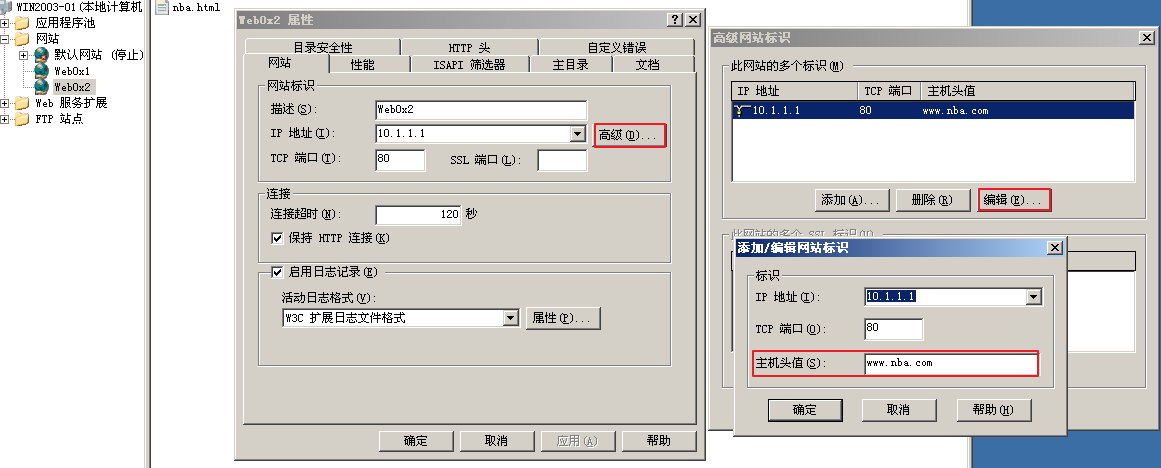 WIN2003-01(本地计算机
应用程序池
网站
默认网站 (停止)
Web0x1
Web0x2
Web 服务扩展
FTP 站点
nba.html
Web0x2 属性
目录安全性 HTTP 头 自定义错误
网站 性能 ISAPI 筛选器 主目录 文档
网站标识
描述(S): Web0x2
IP 地址(I): 10.1.1.1 高级(D)...
TCP 端口(T): 80 SSL 端口(L):
连接
连接超时(N): 120 秒
保持 HTTP 连接(K)
启用日志记录(E)
活动日志格式(V):
W3C 扩展日志文件格式 属性(P)...
确定 取消 应用(A) 帮助
高级网站标识
此网站的多个标识(M)
IP 地址 TCP 端口 主机头值
10.1.1.1 80 www.nba.com
添加(A)... 删除(R) 编辑(E)...
此网站的多个 SSL 标识
添加/编辑网站标识
标识
IP 地址(I): 10.1.1.1
TCP 端口(O): 80
主机头值(S): www.nba.com
确定 取消 帮助(H)